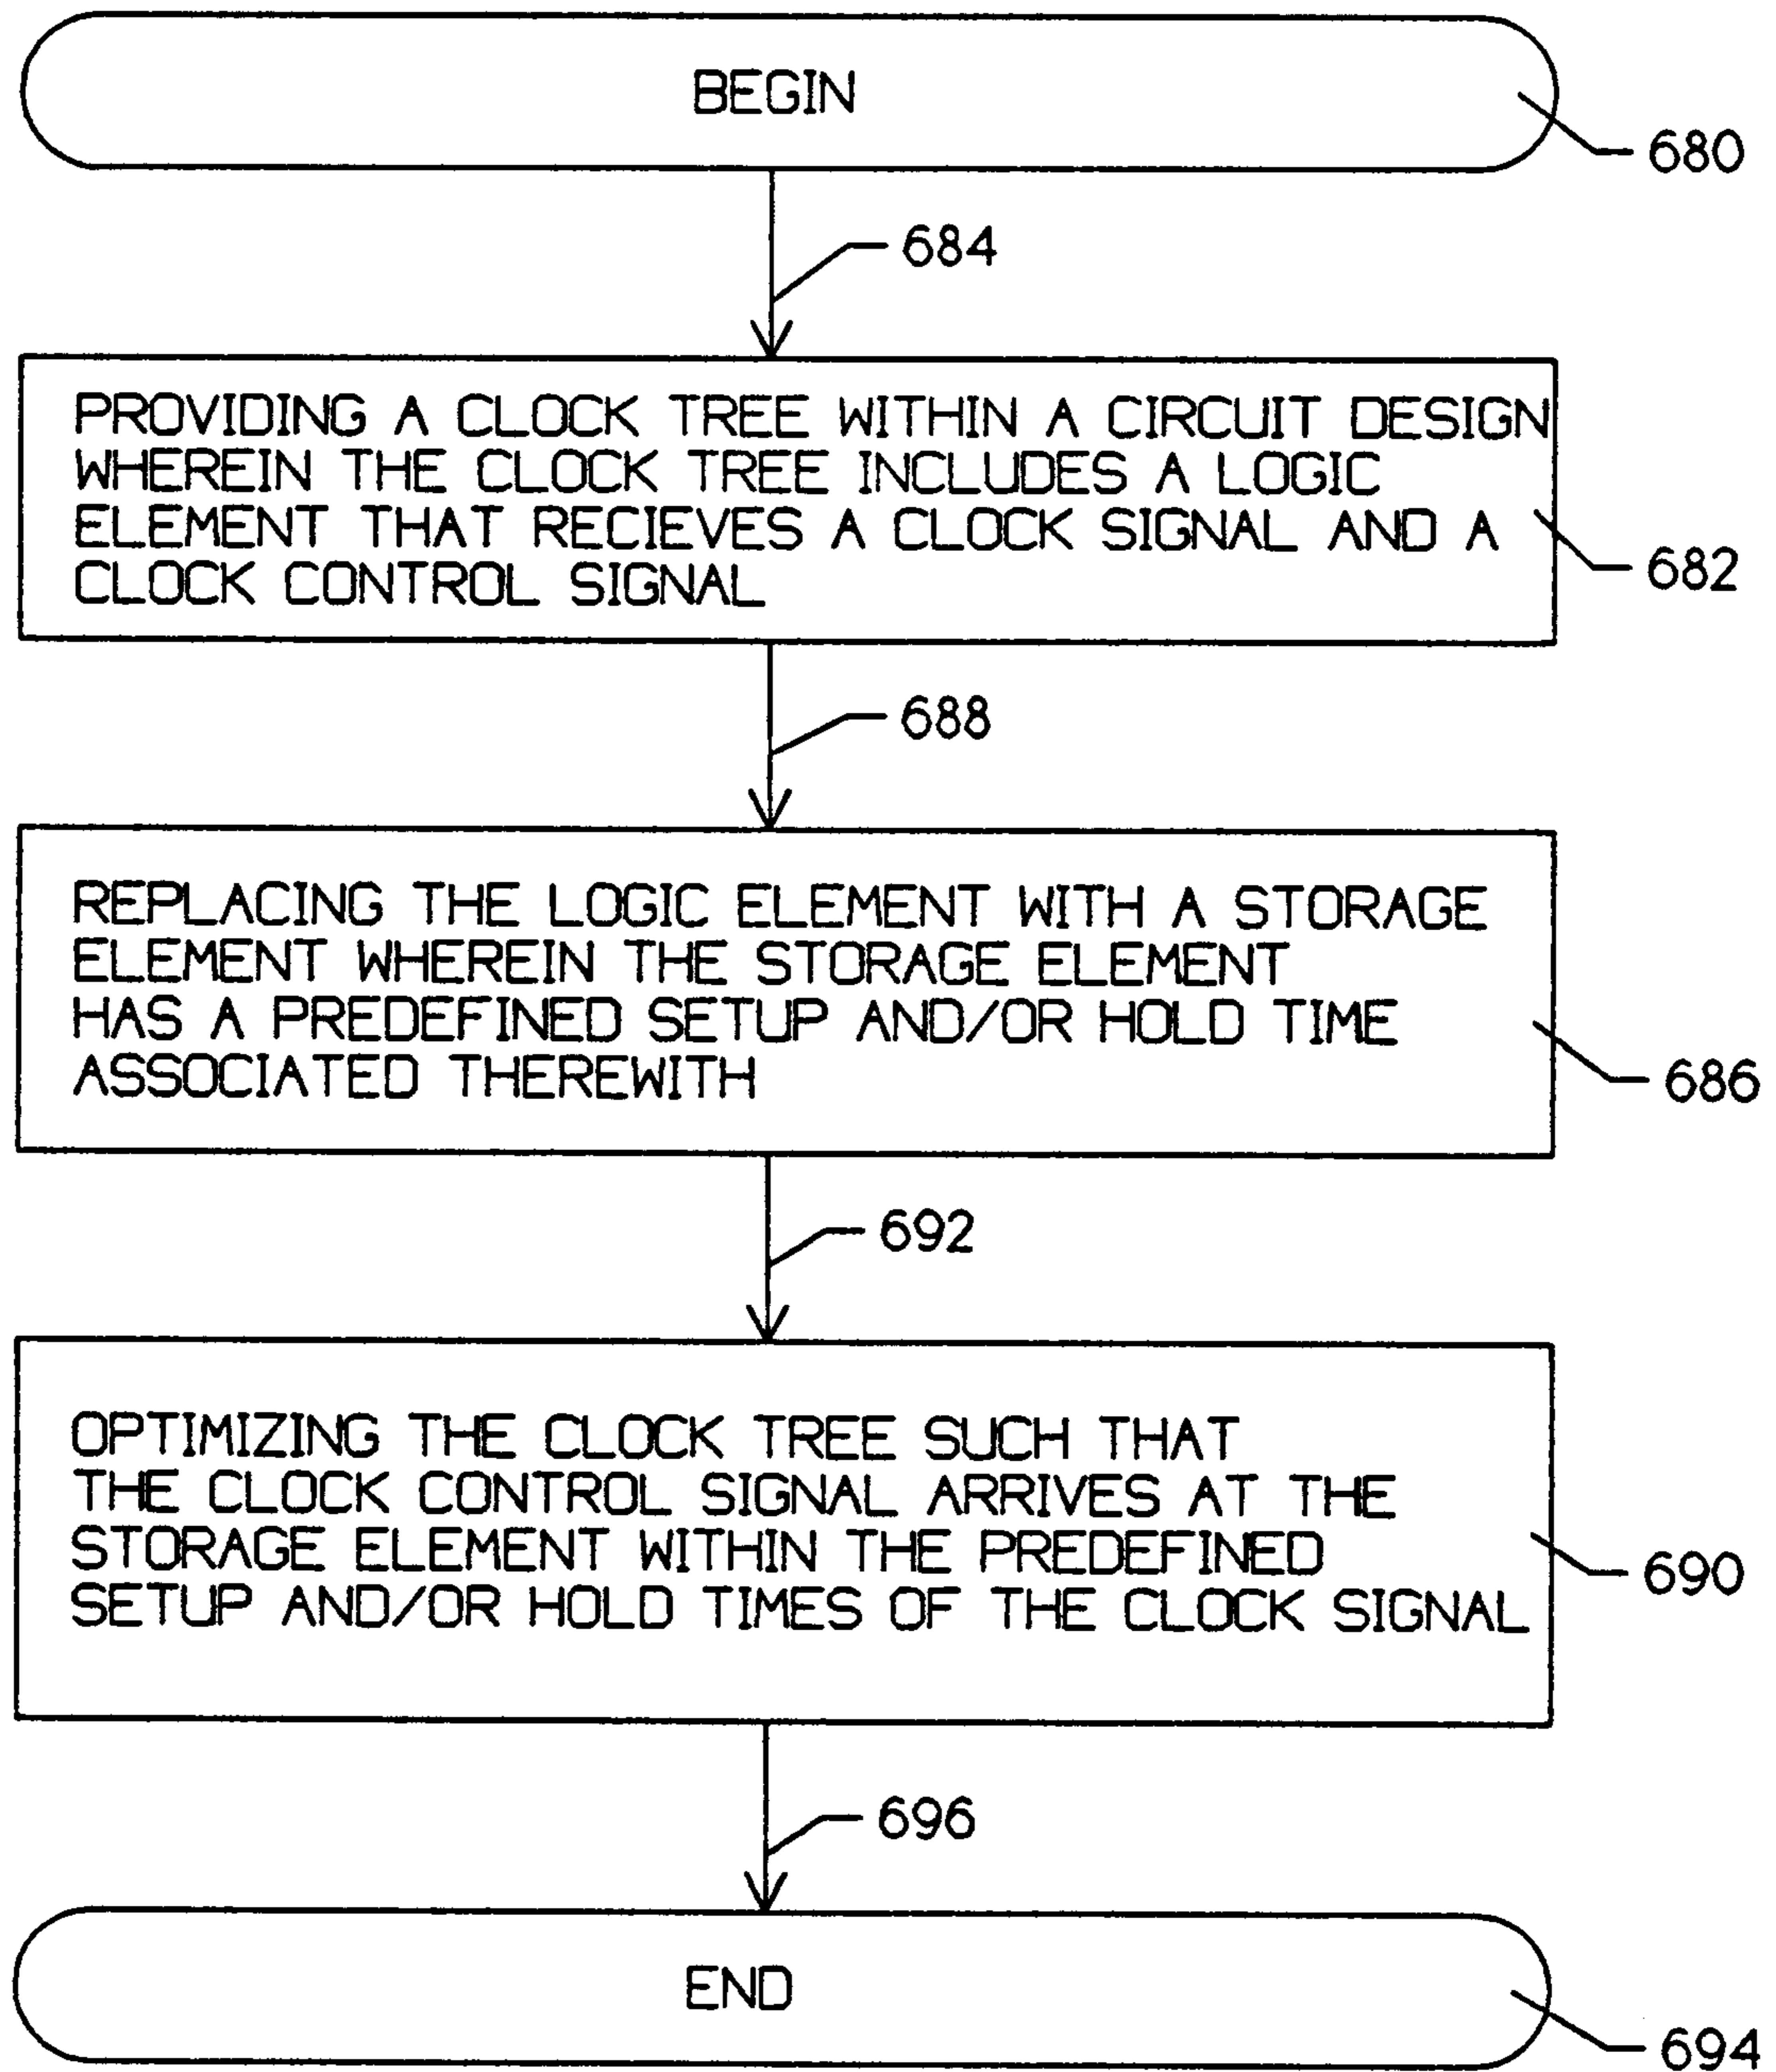 BEGIN
680
684
PROVIDING A CLOCK TREE WITHIN A CIRCUIT DESIGN
WHEREIN THE CLOCK TREE INCLUDES A LOGIC
ELEMENT THAT RECIEVES A CLOCK SIGNAL AND A
CLOCK CONTROL SIGNAL
682
688
REPLACING THE LOGIC ELEMENT WITH A STORAGE
ELEMENT WHEREIN THE STORAGE ELEMENT
HAS A PREDEFINED SETUP AND/OR HOLD TIME
ASSOCIATED THEREWITH
686
692
OPTIMIZING THE CLOCK TREE SUCH THAT
THE CLOCK CONTROL SIGNAL ARRIVES AT THE
STORAGE ELEMENT WITHIN THE PREDEFINED
SETUP AND/OR HOLD TIMES OF THE CLOCK SIGNAL
690
696
END
694